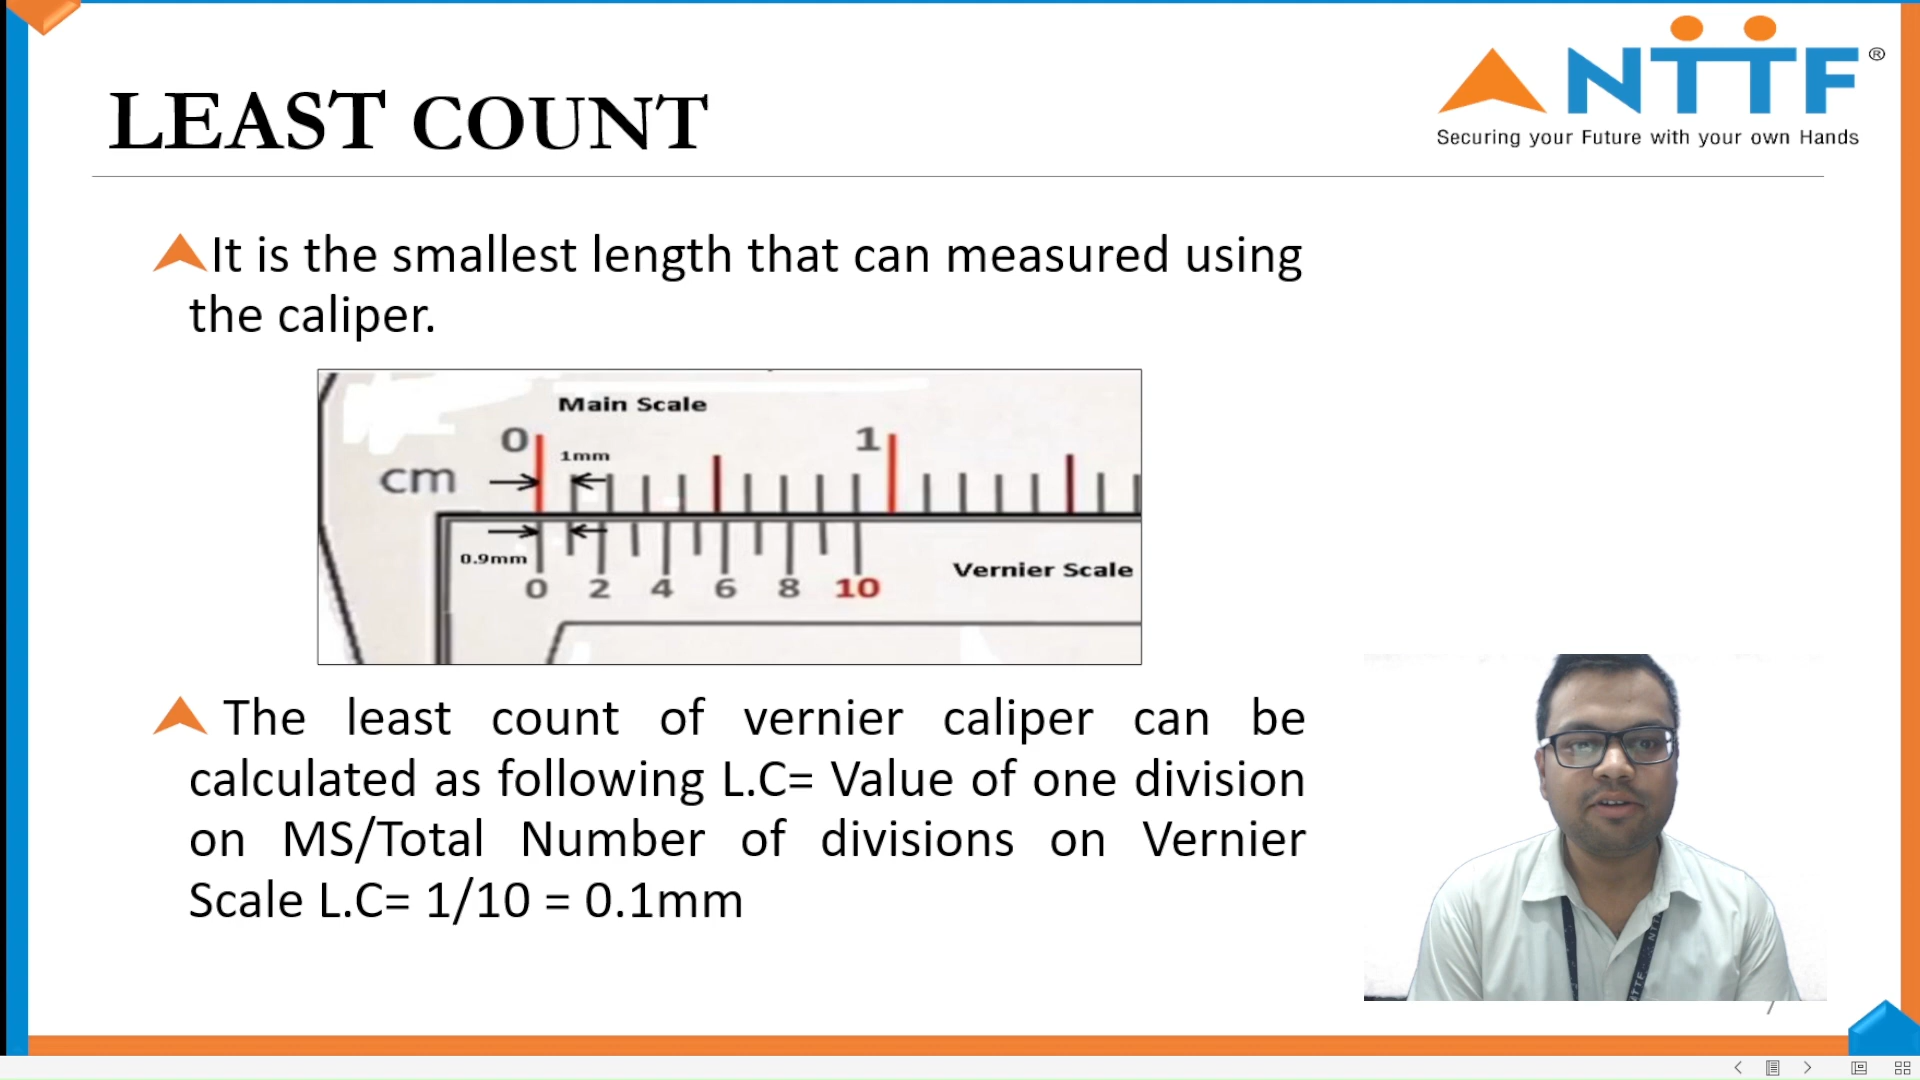 LEAST COUNT
NTTF ®
Securing your Future with your own Hands
It is the smallest length that can measured using
the caliper.
Main Scale
0 1
1mm
cm
0.9mm
Vernier Scale
0 2 4 6 8 10
The least count of vernier caliper can be
calculated as following L.C= Value of one division
on MS/Total Number of divisions on Vernier
Scale L.C= 1/10 = 0.1mm
NTTF
7